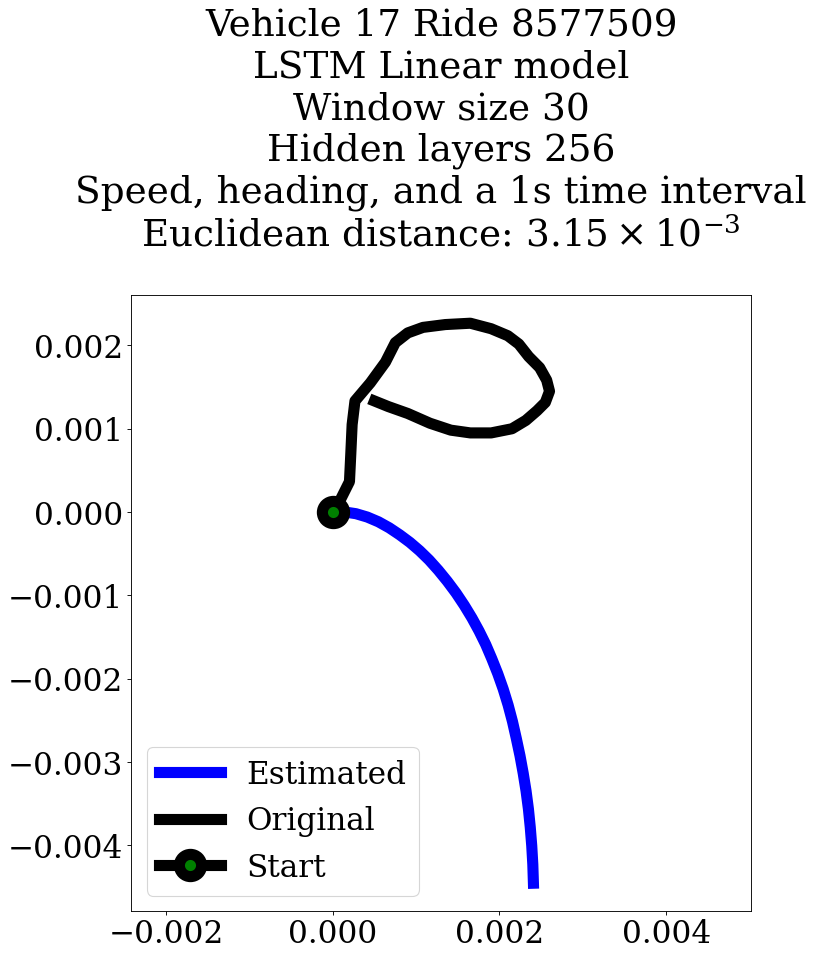 Vehicle 17 Ride 8577509
LSTM Linear model
Window size 30
Hidden layers 256
Speed, heading, and a 1s time interval
Euclidean distance: 3.15 × 10⁻³
0.002
0.001
0.000
−0.001
−0.002
−0.003
−0.004
Estimated
Original
Start
−0.002 0.000 0.002 0.004